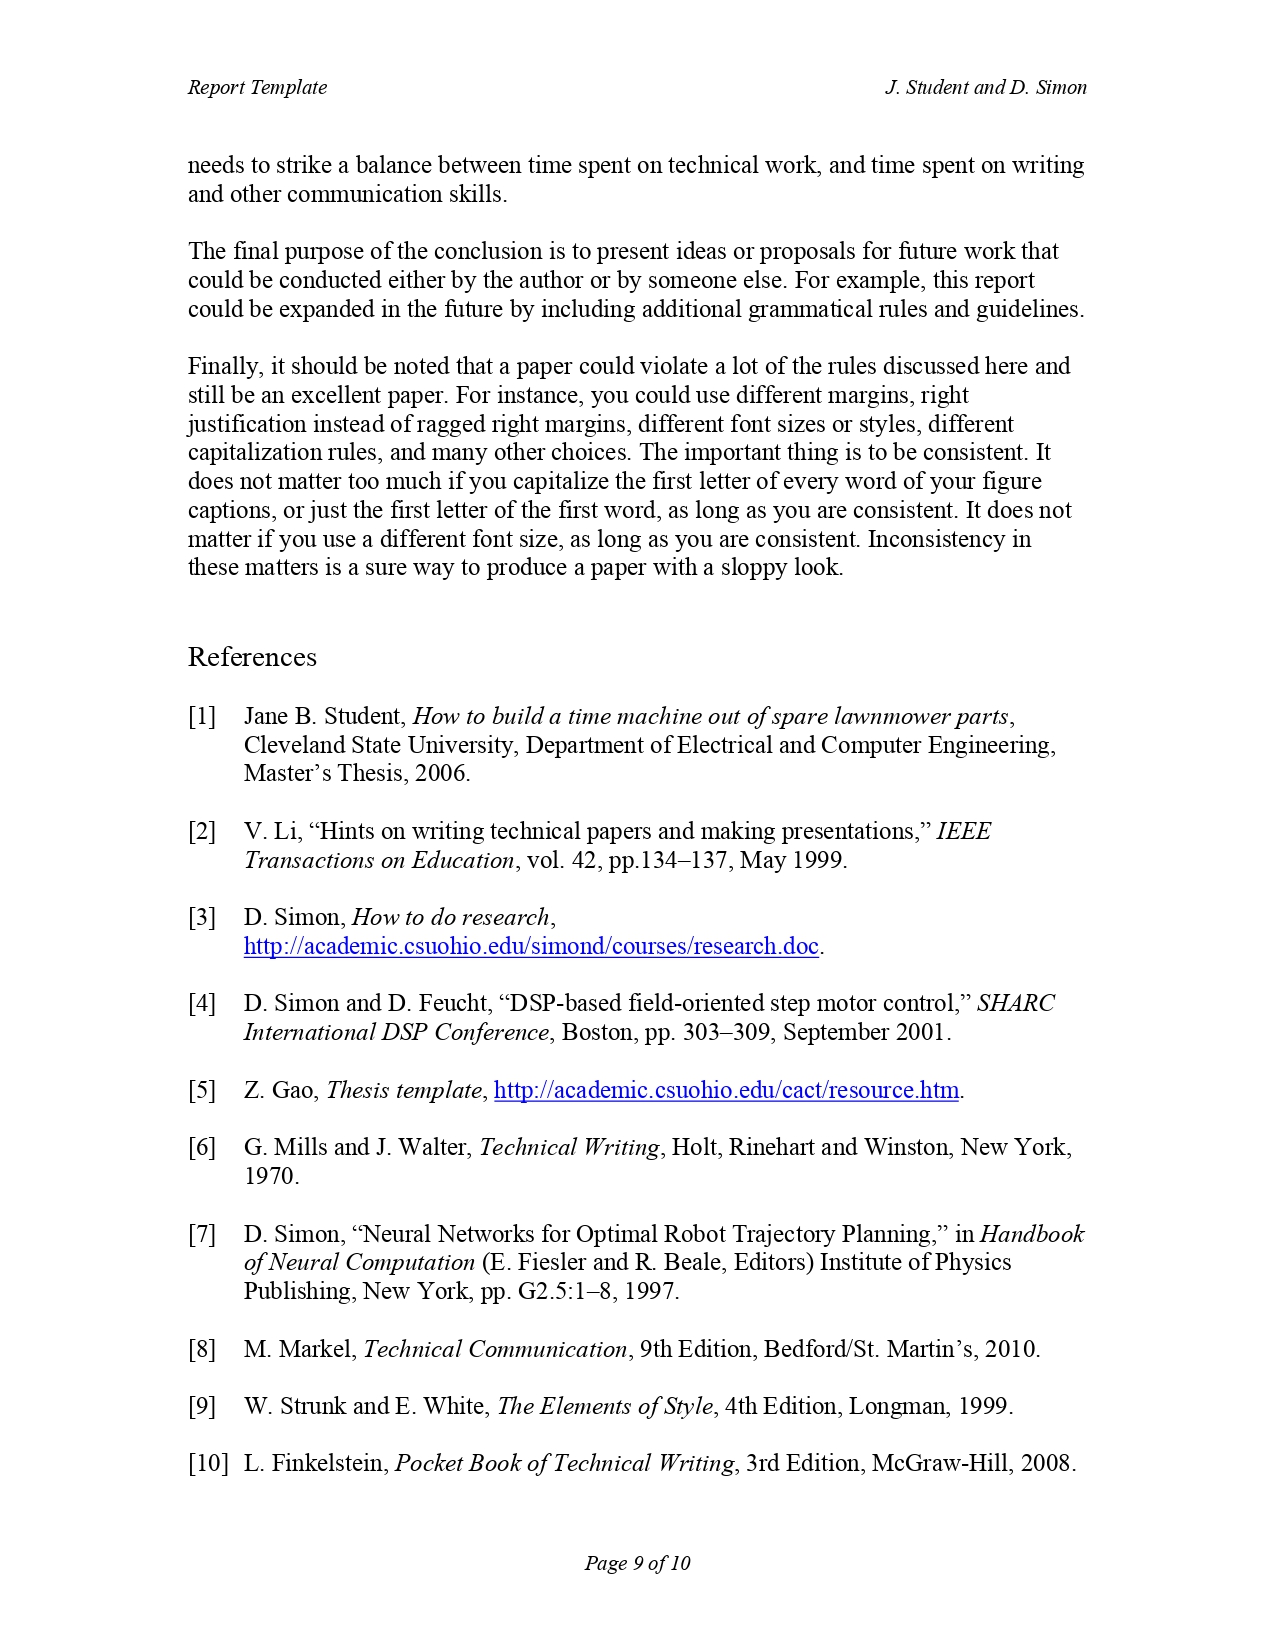 Report Template
J. Student and D. Simon
needs to strike a balance between time spent on technical work, and time spent on writing
and other communication skills.
The final purpose of the conclusion is to present ideas or proposals for future work that
could be conducted either by the author or by someone else. For example, this report
could be expanded in the future by including additional grammatical rules and guidelines.
Finally, it should be noted that a paper could violate a lot of the rules discussed here and
still be an excellent paper. For instance, you could use different margins, right
justification instead of ragged right margins, different font sizes or styles, different
capitalization rules, and many other choices. The important thing is to be consistent. It
does not matter too much if you capitalize the first letter of every word of your figure
captions, or just the first letter of the first word, as long as you are consistent. It does not
matter if you use a different font size, as long as you are consistent. Inconsistency in
these matters is a sure way to produce a paper with a sloppy look.
References
[1] Jane B. Student, How to build a time machine out of spare lawnmower parts,
Cleveland State University, Department of Electrical and Computer Engineering,
Master’s Thesis, 2006.
[2] V. Li, “Hints on writing technical papers and making presentations,” IEEE
Transactions on Education, vol. 42, pp.134–137, May 1999.
[3] D. Simon, How to do research,
http://academic.csuohio.edu/simond/courses/research.doc.
[4] D. Simon and D. Feucht, “DSP-based field-oriented step motor control,” SHARC
International DSP Conference, Boston, pp. 303–309, September 2001.
[5] Z. Gao, Thesis template, http://academic.csuohio.edu/cact/resource.htm.
[6] G. Mills and J. Walter, Technical Writing, Holt, Rinehart and Winston, New York,
1970.
[7] D. Simon, “Neural Networks for Optimal Robot Trajectory Planning,” in Handbook
of Neural Computation (E. Fiesler and R. Beale, Editors) Institute of Physics
Publishing, New York, pp. G2.5:1–8, 1997.
[8] M. Markel, Technical Communication, 9th Edition, Bedford/St. Martin’s, 2010.
[9] W. Strunk and E. White, The Elements of Style, 4th Edition, Longman, 1999.
[10] L. Finkelstein, Pocket Book of Technical Writing, 3rd Edition, McGraw-Hill, 2008.
Page 9 of 10